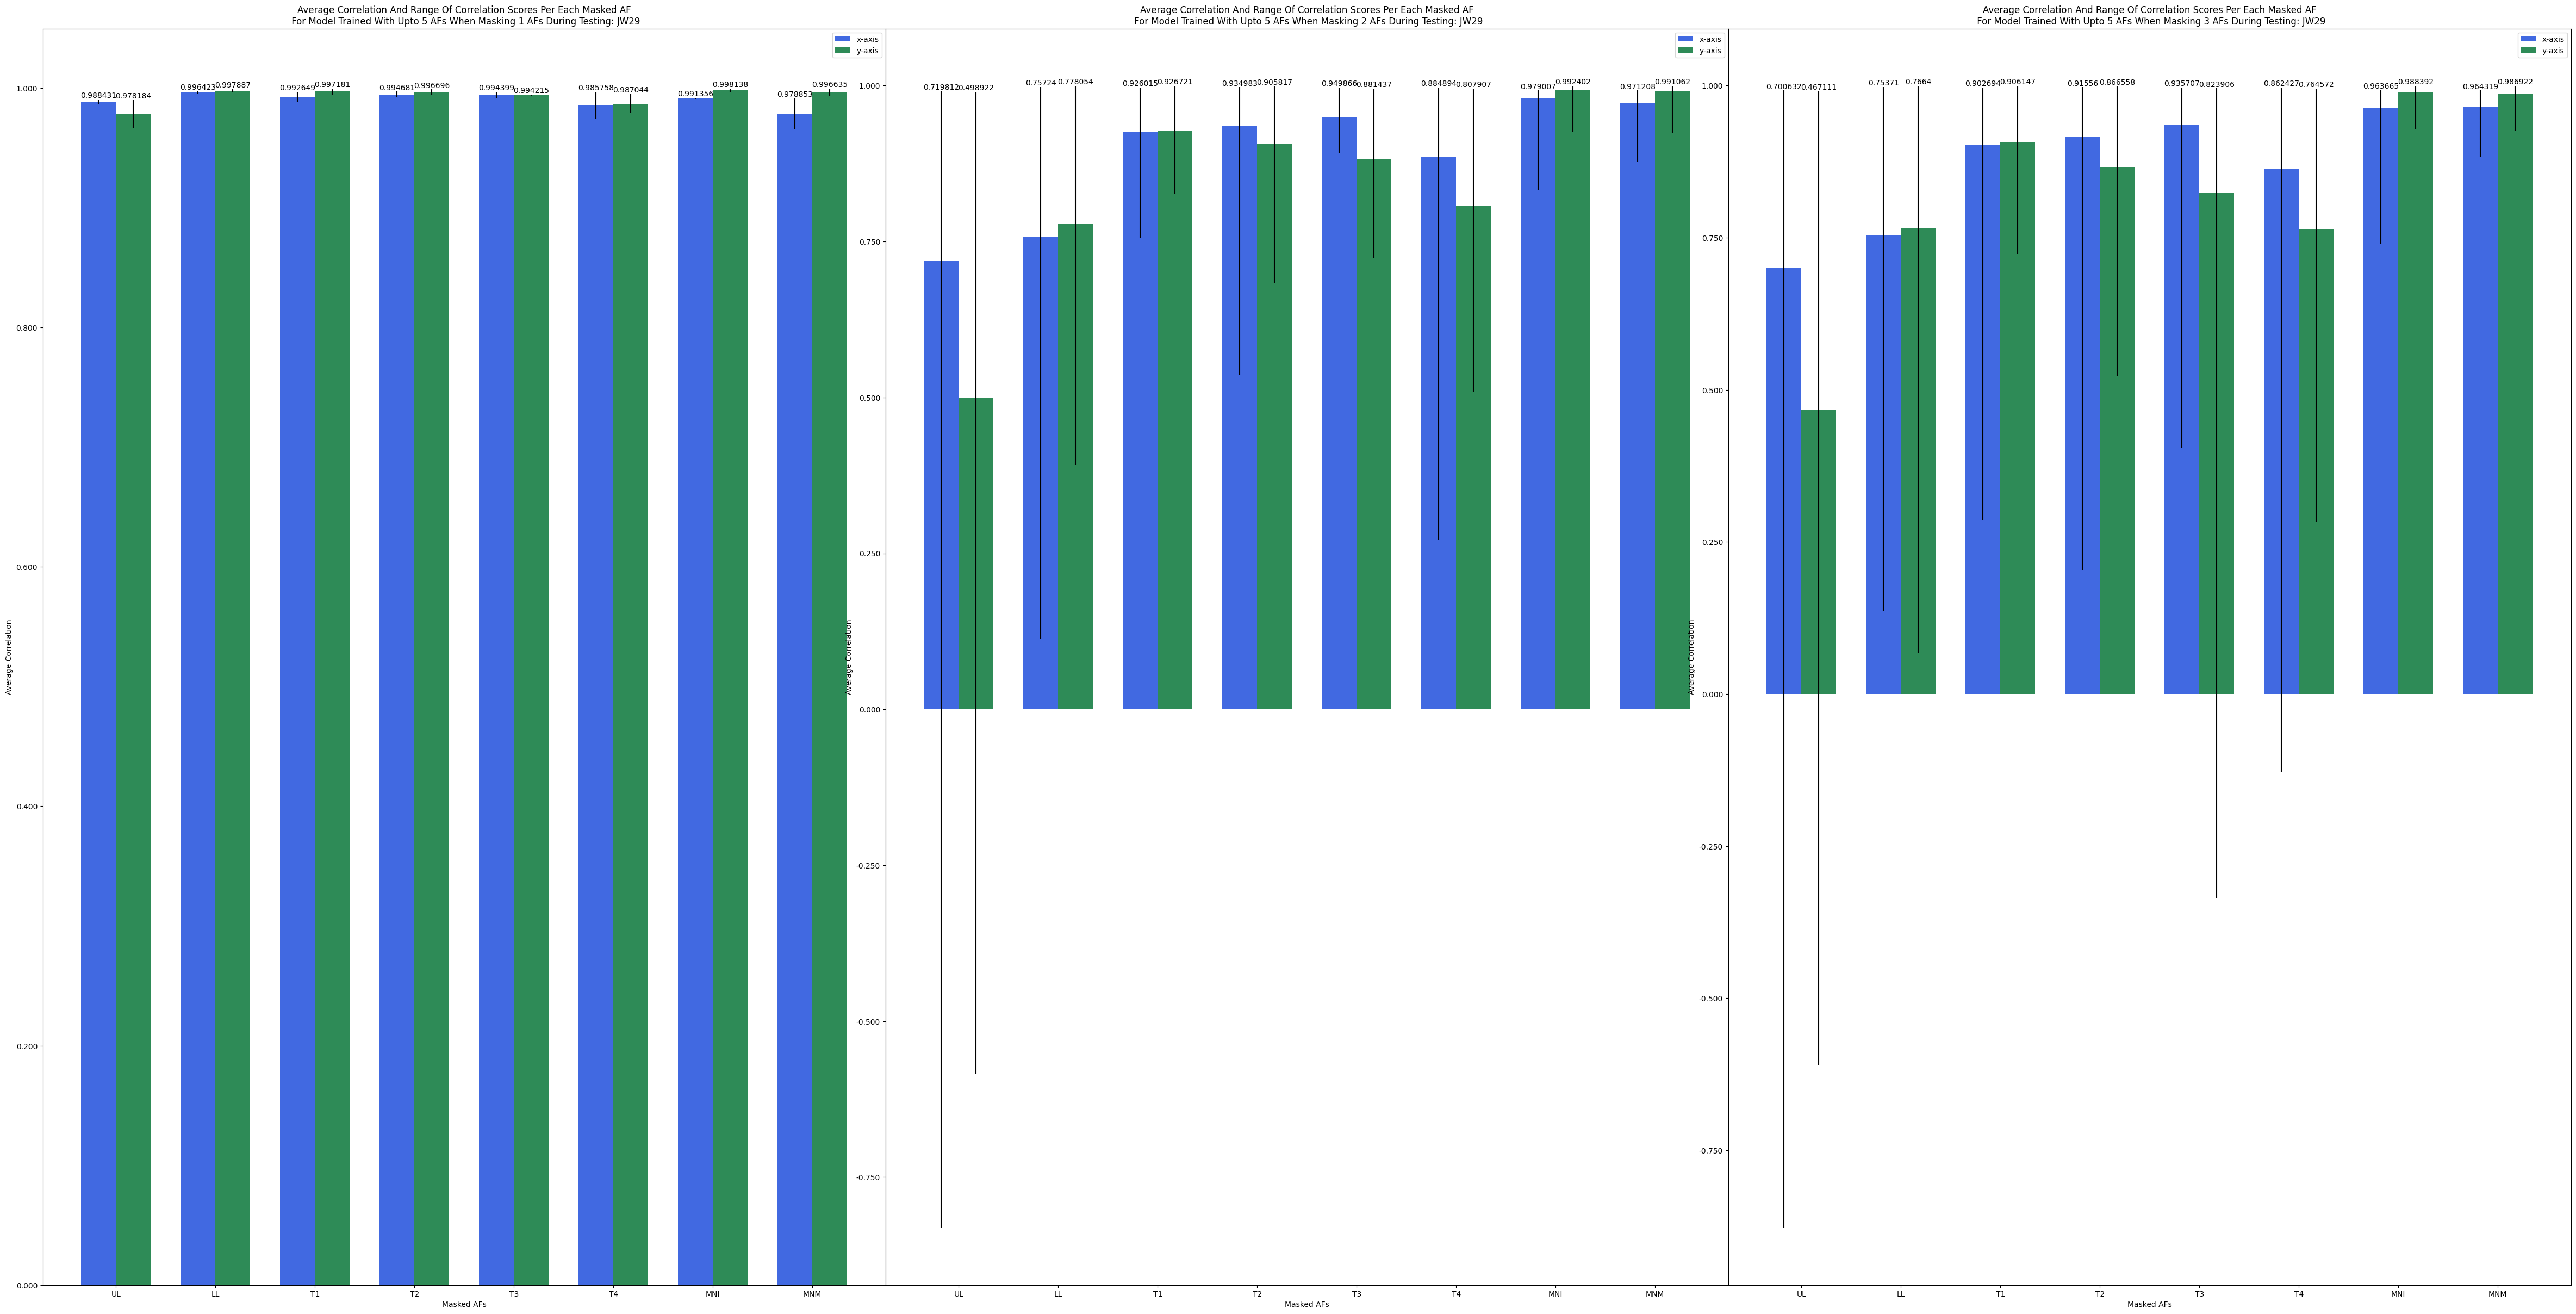 Average Correlation And Range Of Correlation Scores Per Each Masked AF
For Model Trained With Upto 5 AFs When Masking 1 AFs During Testing: JW29
x-axis
y-axis
0.988431 0.978184 0.996423 0.997887 0.992649 0.997181 0.994681 0.996696 0.994399 0.994215 0.985758 0.987044 0.991356 0.998138 0.978853 0.996635
1.000
0.800
0.600
0.400
0.200
0.000
Average Correlation
UL LL T1 T2 T3 T4 MNI MNM
Masked AFs
Average Correlation And Range Of Correlation Scores Per Each Masked AF
For Model Trained With Upto 5 AFs When Masking 2 AFs During Testing: JW29
x-axis
y-axis
0.719812 0.498922 0.75724 0.778054 0.926015 0.926721 0.934983 0.905817 0.949866 0.881437 0.884894 0.807907 0.979007 0.992402 0.971208 0.991062
1.000
0.750
0.500
0.250
0.000
-0.250
-0.500
-0.750
Average Correlation
UL LL T1 T2 T3 T4 MNI MNM
Masked AFs
Average Correlation And Range Of Correlation Scores Per Each Masked AF
For Model Trained With Upto 5 AFs When Masking 3 AFs During Testing: JW29
x-axis
y-axis
0.700632 0.467111 0.75371 0.7664 0.902694 0.906147 0.91556 0.866558 0.935707 0.823906 0.862427 0.764572 0.963665 0.988392 0.964319 0.986922
1.000
0.750
0.500
0.250
0.000
-0.250
-0.500
-0.750
Average Correlation
UL LL T1 T2 T3 T4 MNI MNM
Masked AFs